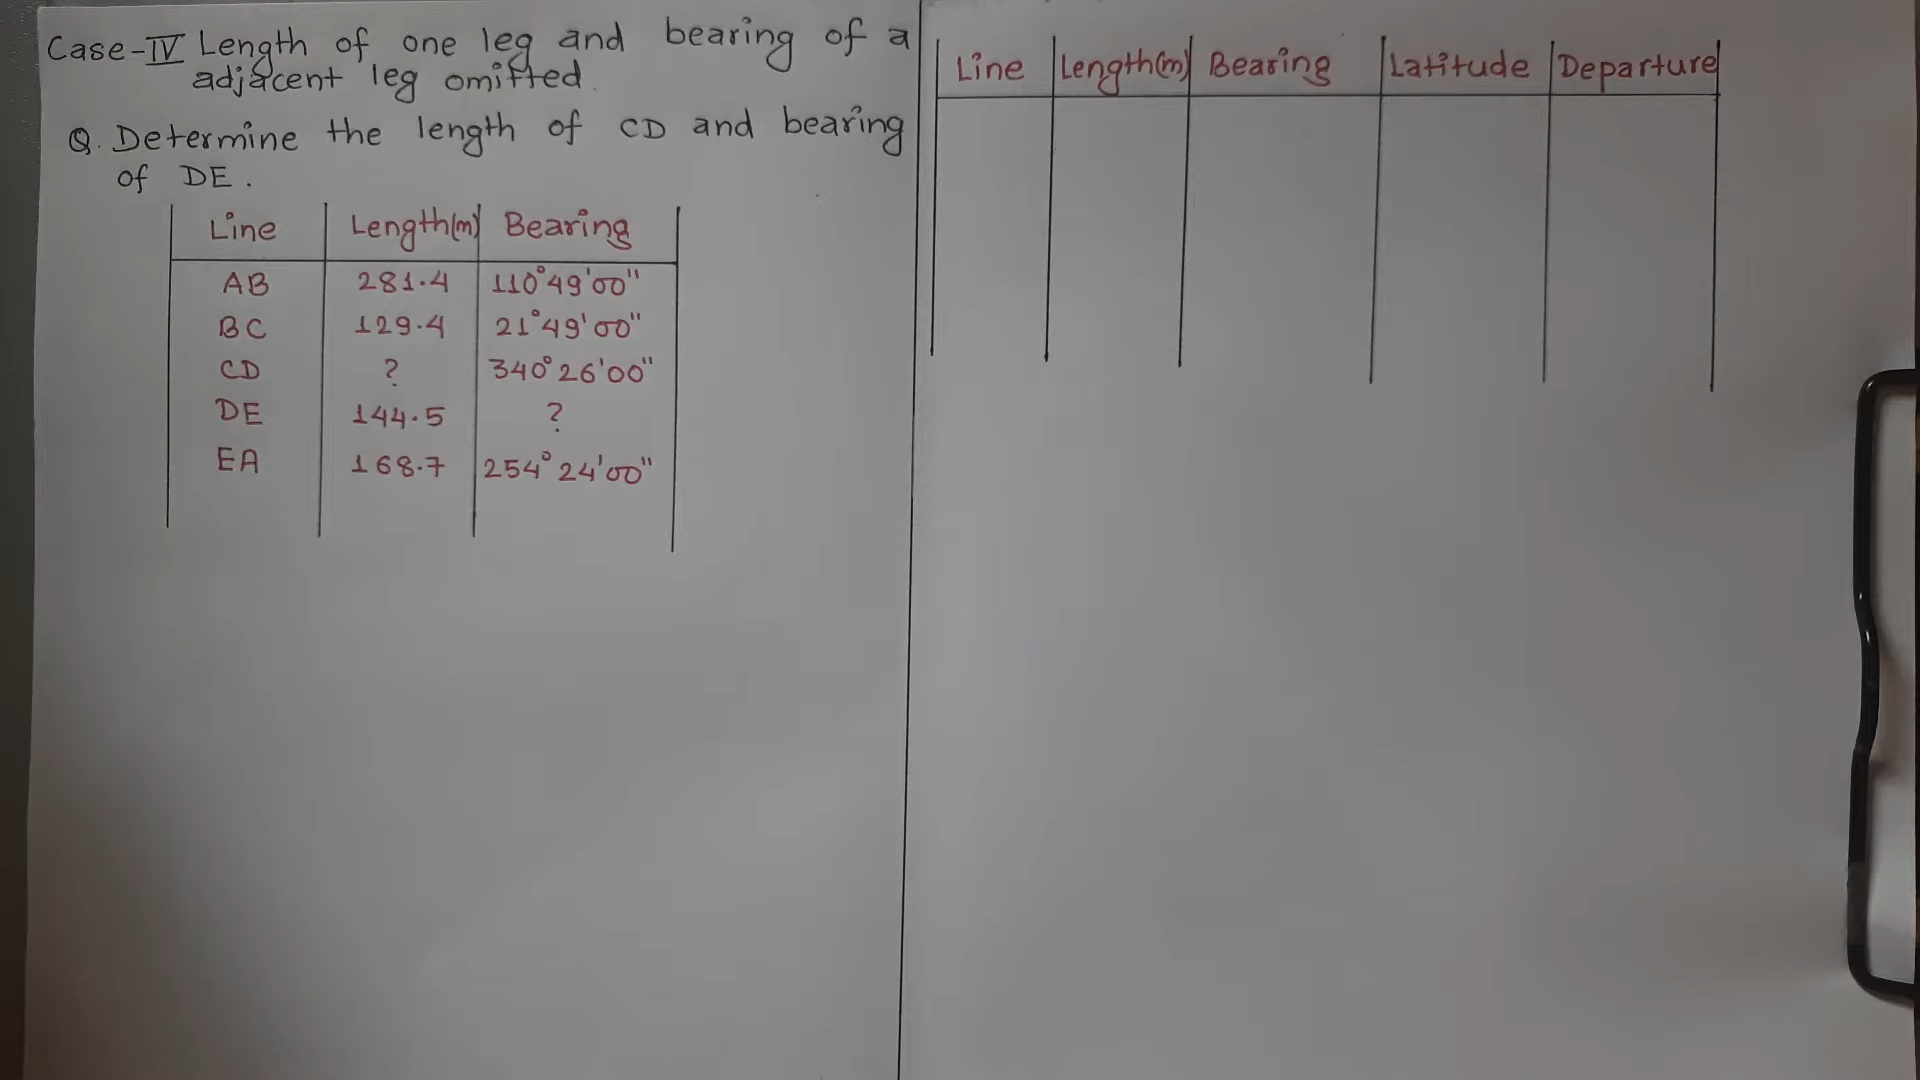 Case-IV Length of one leg and bearing of a
adjacent leg omitted.
Q. Determine the length of CD and bearing
of DE.
Line Length(m) Bearing
AB 281.4 110°49'00"
BC 129.4 21°49'00"
CD ? 340°26'00"
DE 144.5 ?
EA 168.7 254°24'00"
Line Length(m) Bearing Latitude Departure